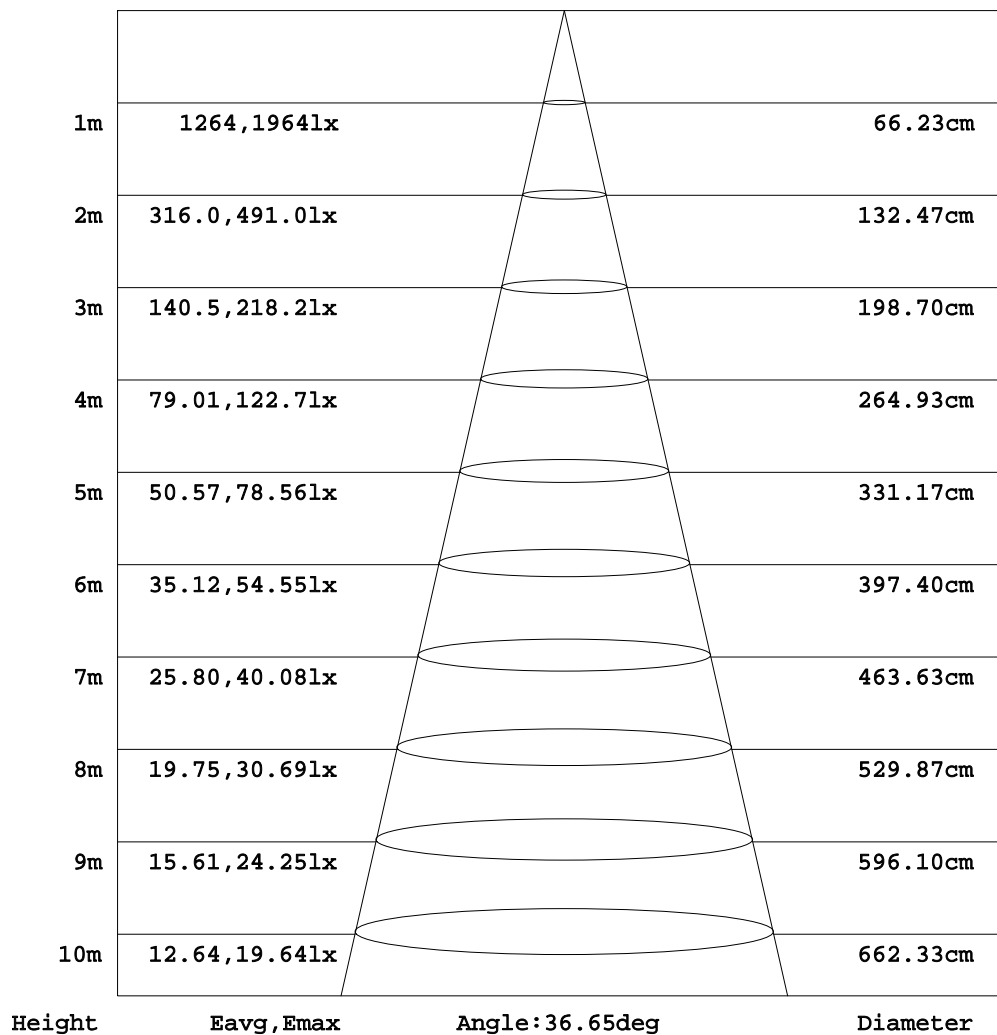 1m 1264,1964lx 66.23cm
2m 316.0,491.0lx 132.47cm
3m 140.5,218.2lx 198.70cm
4m 79.01,122.7lx 264.93cm
5m 50.57,78.56lx 331.17cm
6m 35.12,54.55lx 397.40cm
7m 25.80,40.08lx 463.63cm
8m 19.75,30.69lx 529.87cm
9m 15.61,24.25lx 596.10cm
10m 12.64,19.64lx 662.33cm
Height Eavg,Emax Angle:36.65deg Diameter